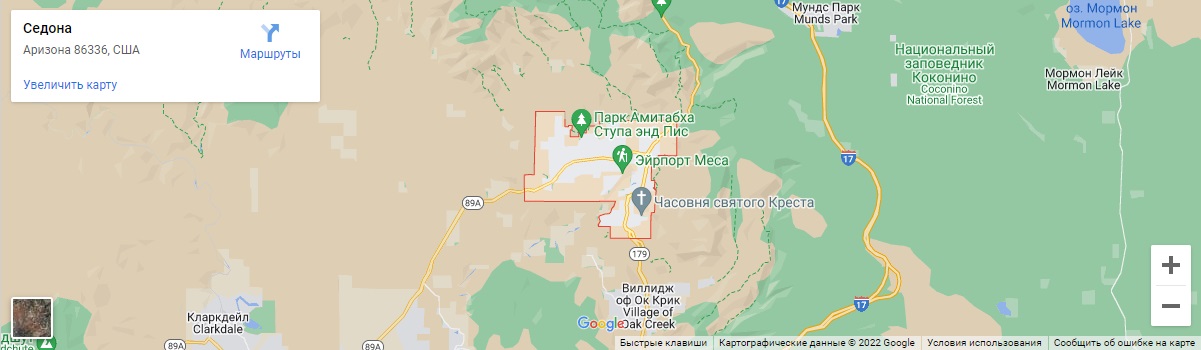 Седона
Аризона 86336, США
Маршруты
Увеличить карту
Мундс Парк
Munds Park
оз. Мормон
Mormon Lake
Национальный
заповедник
Коконино
Coconino
National Forest
Мормон Лейк
Mormon Lake
17
Парк Амитабха
Ступа энд Пис
Эйрпорт Меса
17
Часовня святого Креста
89A
179
Виллидж
оф Ок Крик
Village of
Oak Creek
17
Кларкдейл
Clarkdale
89A
89A
Google
Быстрые клавиши
Картографические данные © 2022 Google
Условия использования
Сообщить об ошибке на карте